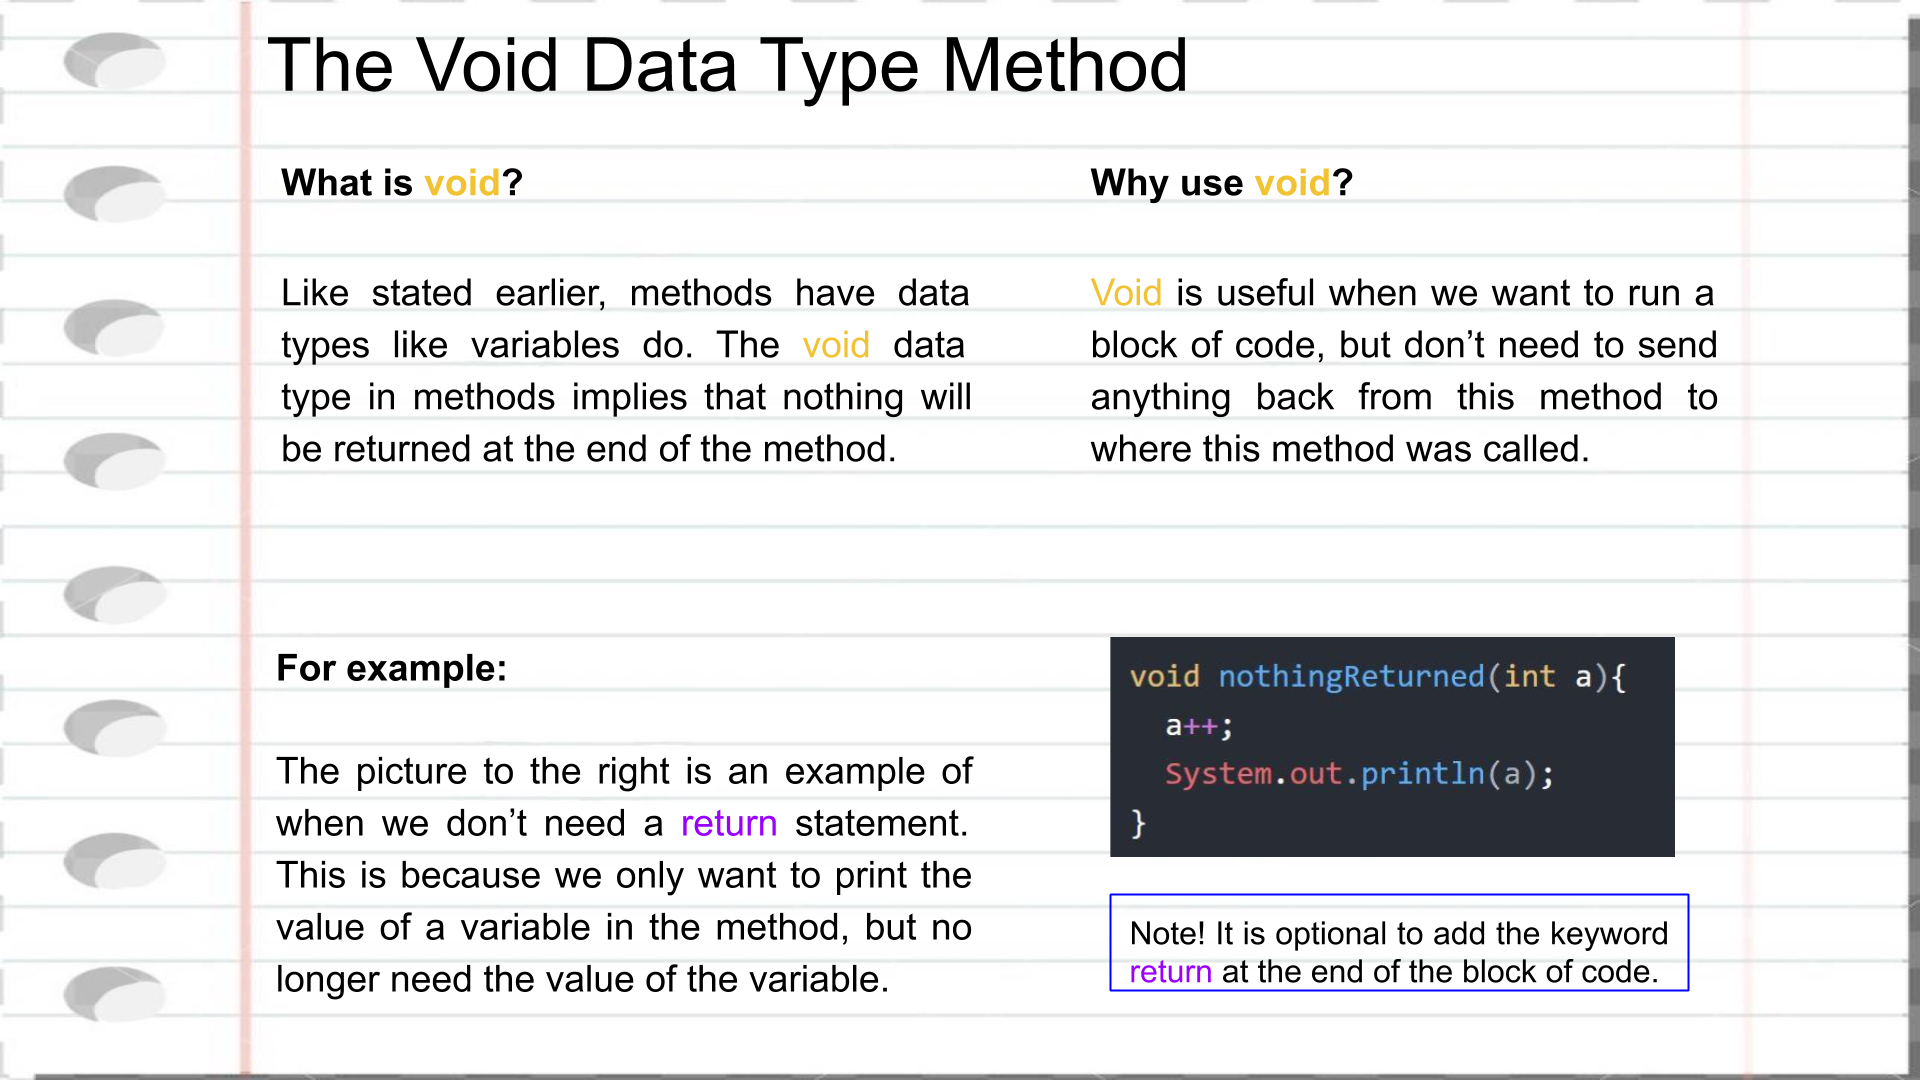 The Void Data Type Method
What is void?
Like stated earlier, methods have data
types like variables do. The void data
type in methods implies that nothing will
be returned at the end of the method.
Why use void?
Void is useful when we want to run a
block of code, but don’t need to send
anything back from this method to
where this method was called.
For example:
The picture to the right is an example of
when we don’t need a return statement.
This is because we only want to print the
value of a variable in the method, but no
longer need the value of the variable.
void nothingReturned(int a){
  a++;
  System.out.println(a);
}
Note! It is optional to add the keyword
return at the end of the block of code.